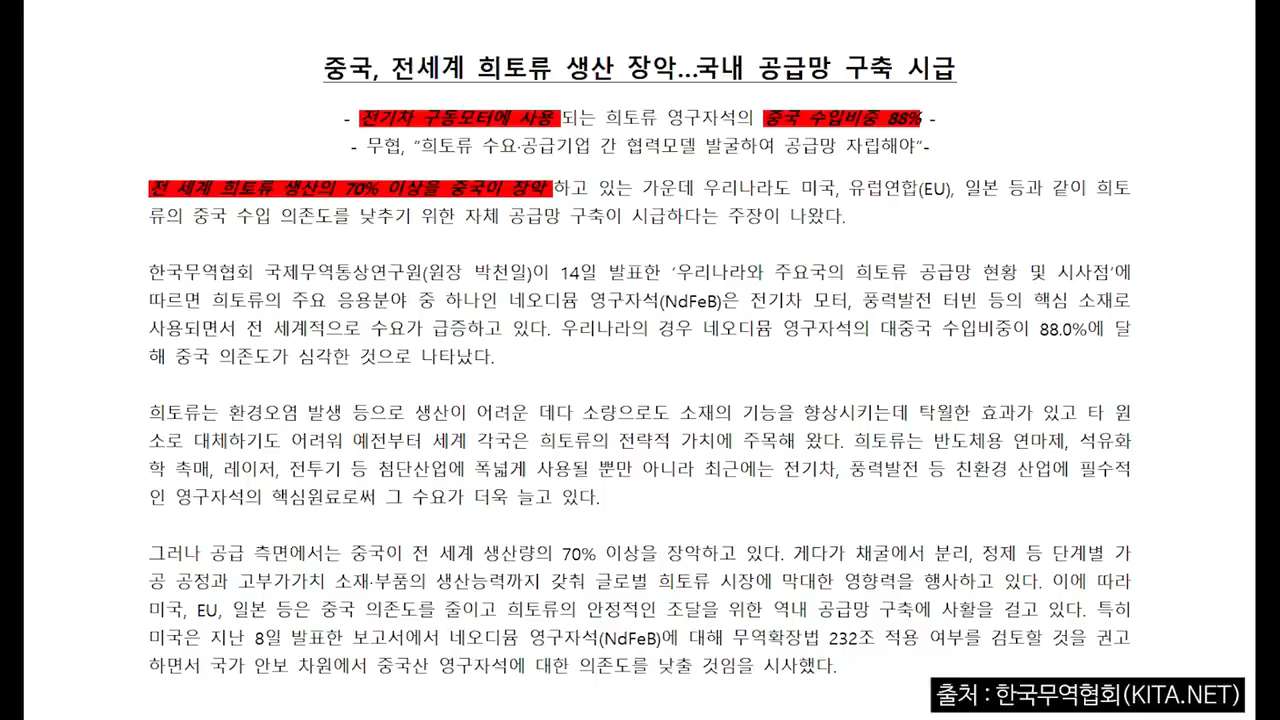 중국, 전세계 희토류 생산 장악...국내 공급망 구축 시급
- 전기차 구동모터에 사용 되는 희토류 영구자석의 중국 수입비중 88% -
- 무협, “희토류 수요·공급기업 간 협력모델 발굴하여 공급망 자립해야”-
전 세계 희토류 생산의 70% 이상을 중국이 장악 하고 있는 가운데 우리나라도 미국, 유럽연합(EU), 일본 등과 같이 희토
류의 중국 수입 의존도를 낮추기 위한 자체 공급망 구축이 시급하다는 주장이 나왔다.
한국무역협회 국제무역통상연구원(원장 박천일)이 14일 발표한 ‘우리나라와 주요국의 희토류 공급망 현황 및 시사점’에
따르면 희토류의 주요 응용분야 중 하나인 네오디뮴 영구자석(NdFeB)은 전기차 모터, 풍력발전 터빈 등의 핵심 소재로
사용되면서 전 세계적으로 수요가 급증하고 있다. 우리나라의 경우 네오디뮴 영구자석의 대중국 수입비중이 88.0%에 달
해 중국 의존도가 심각한 것으로 나타났다.
희토류는 환경오염 발생 등으로 생산이 어려운 데다 소량으로도 소재의 기능을 향상시키는데 탁월한 효과가 있고 타 원
소로 대체하기도 어려워 예전부터 세계 각국은 희토류의 전략적 가치에 주목해 왔다. 희토류는 반도체용 연마제, 석유화
학 촉매, 레이저, 전투기 등 첨단산업에 폭넓게 사용될 뿐만 아니라 최근에는 전기차, 풍력발전 등 친환경 산업에 필수적
인 영구자석의 핵심원료로써 그 수요가 더욱 늘고 있다.
그러나 공급 측면에서는 중국이 전 세계 생산량의 70% 이상을 장악하고 있다. 게다가 채굴에서 분리, 정제 등 단계별 가
공 공정과 고부가가치 소재·부품의 생산능력까지 갖춰 글로벌 희토류 시장에 막대한 영향력을 행사하고 있다. 이에 따라
미국, EU, 일본 등은 중국 의존도를 줄이고 희토류의 안정적인 조달을 위한 역내 공급망 구축에 사활을 걸고 있다. 특히
미국은 지난 8일 발표한 보고서에서 네오디뮴 영구자석(NdFeB)에 대해 무역확장법 232조 적용 여부를 검토할 것을 권고
하면서 국가 안보 차원에서 중국산 영구자석에 대한 의존도를 낮출 것임을 시사했다.
출처 : 한국무역협회(KITA.NET)